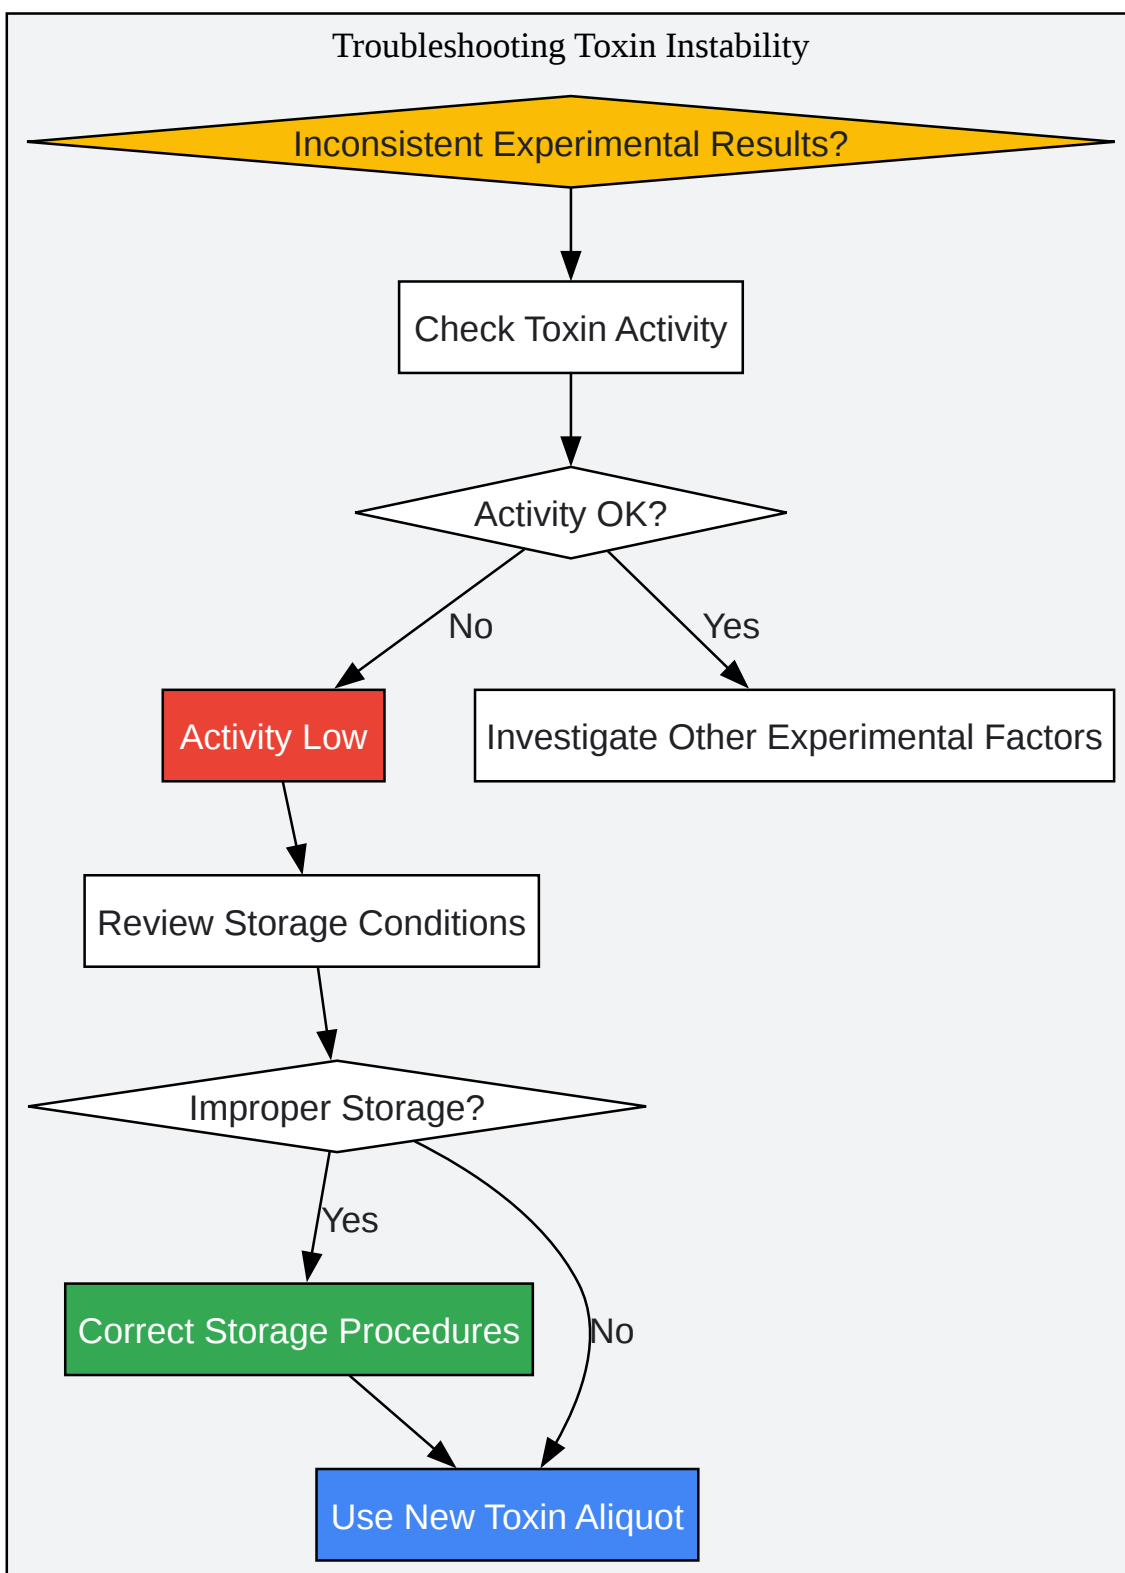 Troubleshooting Toxin Instability
Inconsistent Experimental Results?
Check Toxin Activity
Activity OK?
No
Yes
Activity Low
Investigate Other Experimental Factors
Review Storage Conditions
Improper Storage?
Yes
Correct Storage Procedures
No
Use New Toxin Aliquot